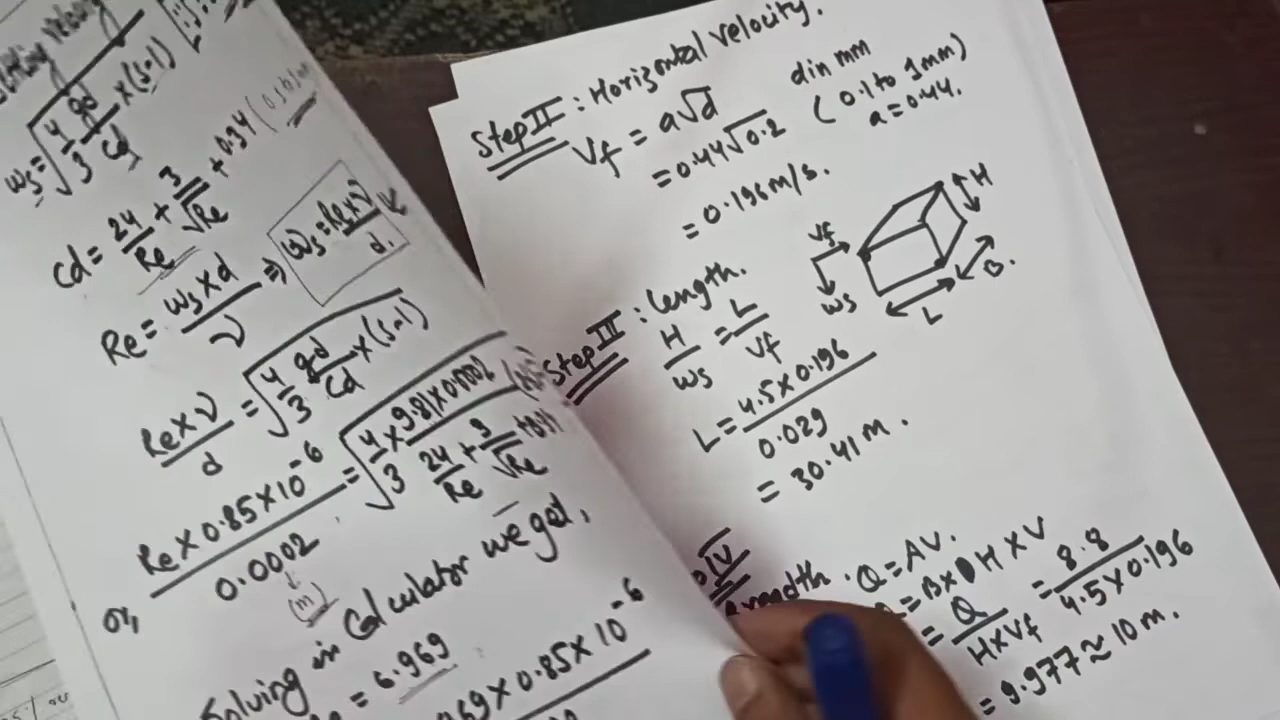 ws = √(4/3 gd/Cd × (S-1))
Cd = 24/Re + 3/√Re + 0.34
Re = ws × d / ν ⇒ ws = Re × ν / d.
Re × ν / d = √(4/3 gd/Cd × (S-1))
or, Re × 0.85 × 10^-6 / 0.0002 = √(4/3 × 9.81 × 0.0002 / (24/Re + 3/√Re
(m)
Solving in Calculator we get,
= 6.969
969 × 0.85 × 10^-6
Step II : Horizontal velocity.
Vf = a√d
d in mm
= 0.44√0.2
(0.1 to 1mm)
a = 0.44.
= 0.196 m/s.
Vf
ws
H
B.
L
Step III : length.
H/ws = L/Vf
L = 4.5 × 0.196 / 0.029
= 30.41 m.
IV
Q = AV.
= B × H × V
= Q / H × Vf = 8.8 / 4.5 × 0.196
= 9.977 ≈ 10 m.